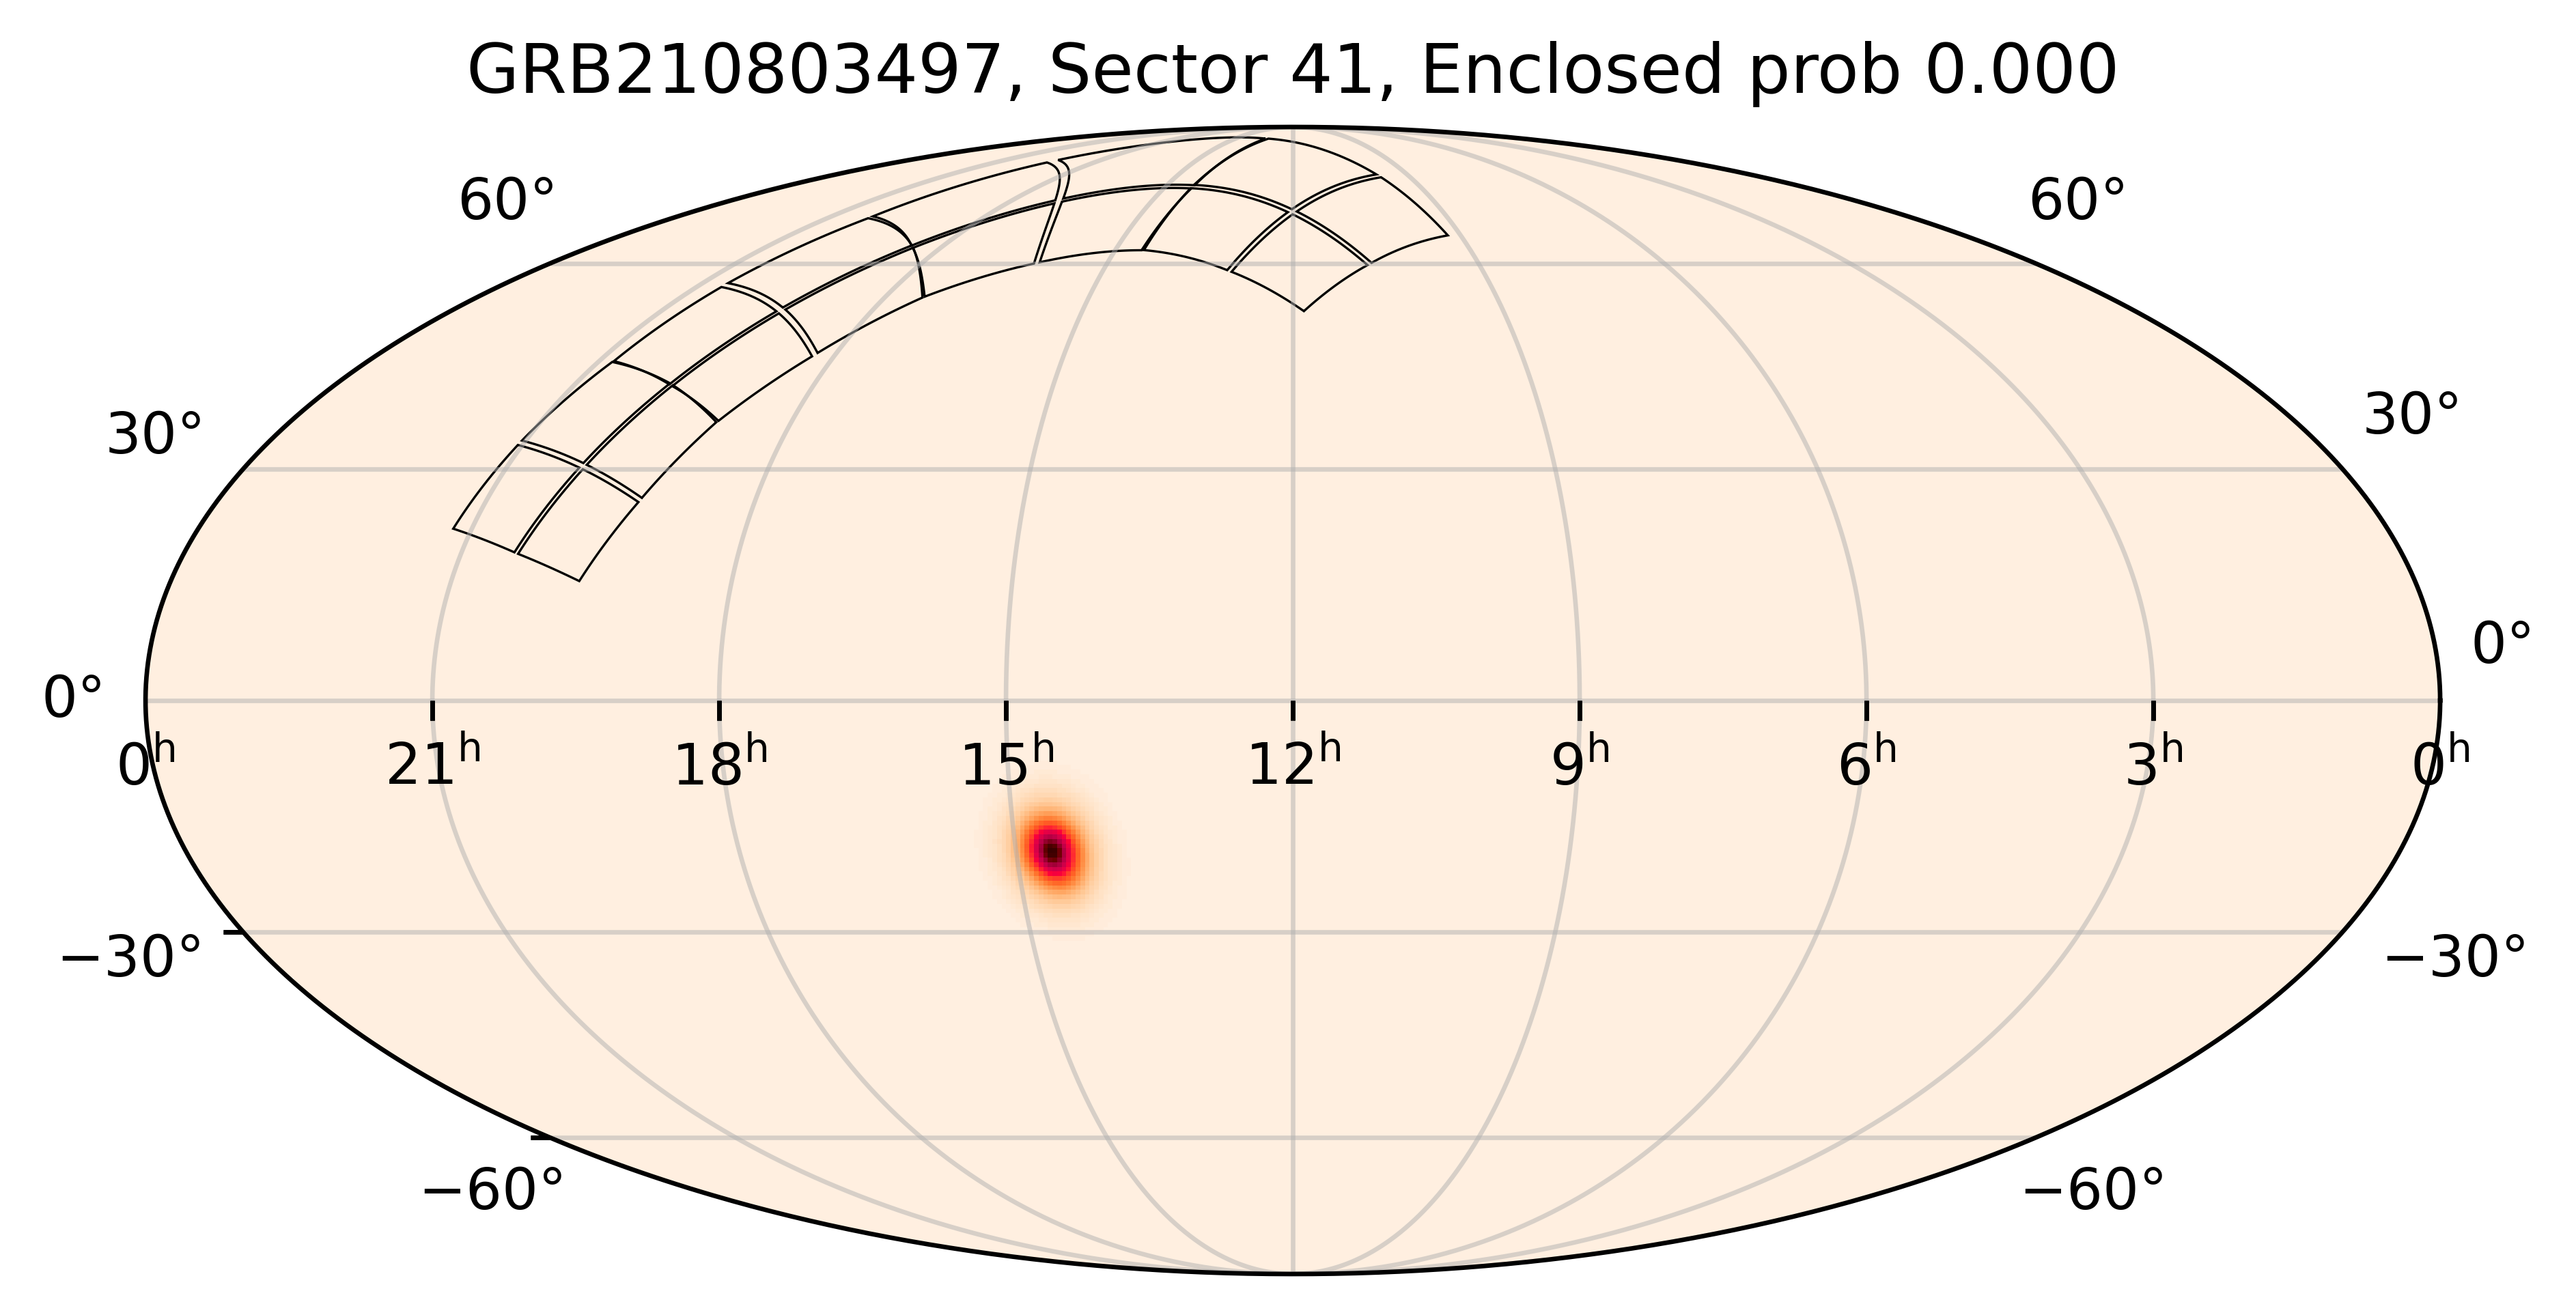 GRB210803497, Sector 41, Enclosed prob 0.000
60° 60°
30° 30°
0° 0°
0h 21h 18h 15h 12h 9h 6h 3h 0h
−30° −30°
−60° −60°